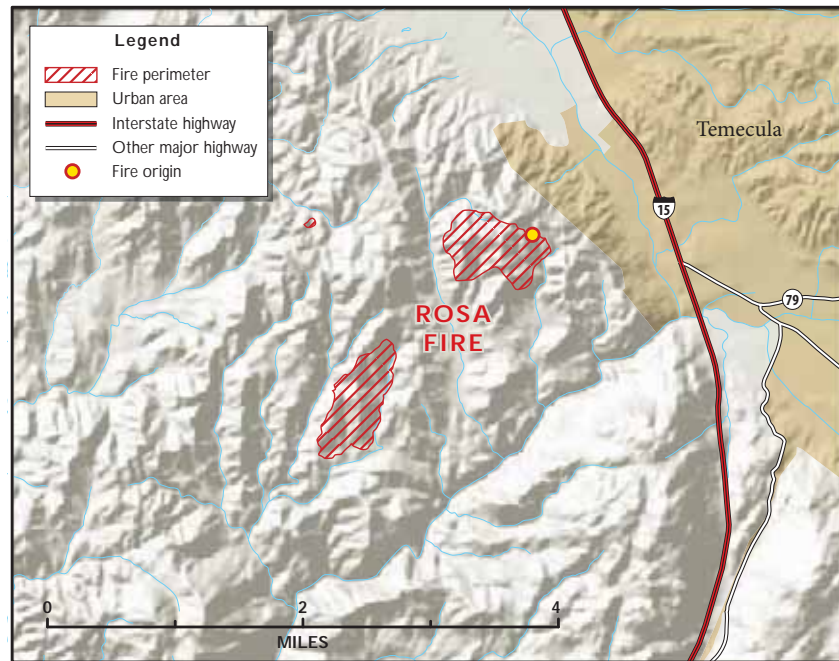 Legend
Fire perimeter
Urban area
Interstate highway
Other major highway
Fire origin
Temecula
15
79
ROSA
FIRE
0 2 4
MILES